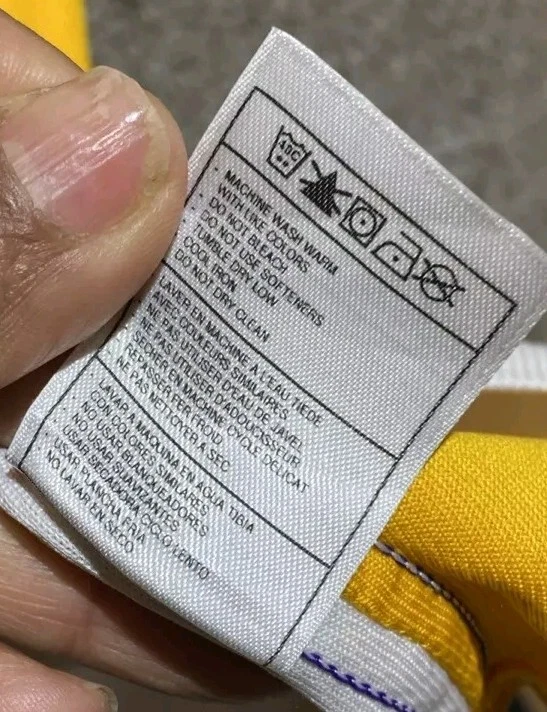 40C
· MACHINE WASH WARM
WITH LIKE COLORS
· DO NOT BLEACH
· DO NOT USE SOFTENERS
TUMBLE DRY LOW
COOL IRON
DO NOT DRY CLEAN
LAVER EN MACHINE A L'EAU TIEDE
AVEC COULEURS SIMILAIRES
NE PAS UTILISER D'EAU DE JAVEL
NE PAS UTILISER D'ADOUCISSEUR
SECHER EN MACHINE CYCLE DELICAT
REPASSER FER FROID
NE PAS NETTOYER A SEC
· LAVAR A MAQUINA EN AGUA TIBIA
CON COLORES SIMILARES
· NO USAR BLANQUEADORES
· NO USAR SUAVIZANTES
· USAR SECADORA CICLO LENTO
· USAR PLANCHA FRIA
NO LAVAR EN SECO